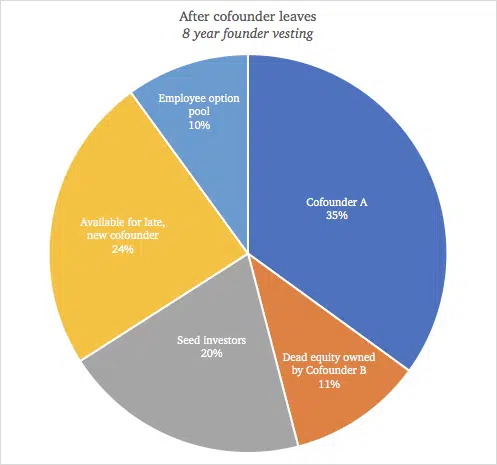 After cofounder leaves
8 year founder vesting
Employee option
pool
10%
Cofounder A
35%
Available for late,
new cofounder
24%
Seed investors
20%
Dead equity owned
by Cofounder B
11%